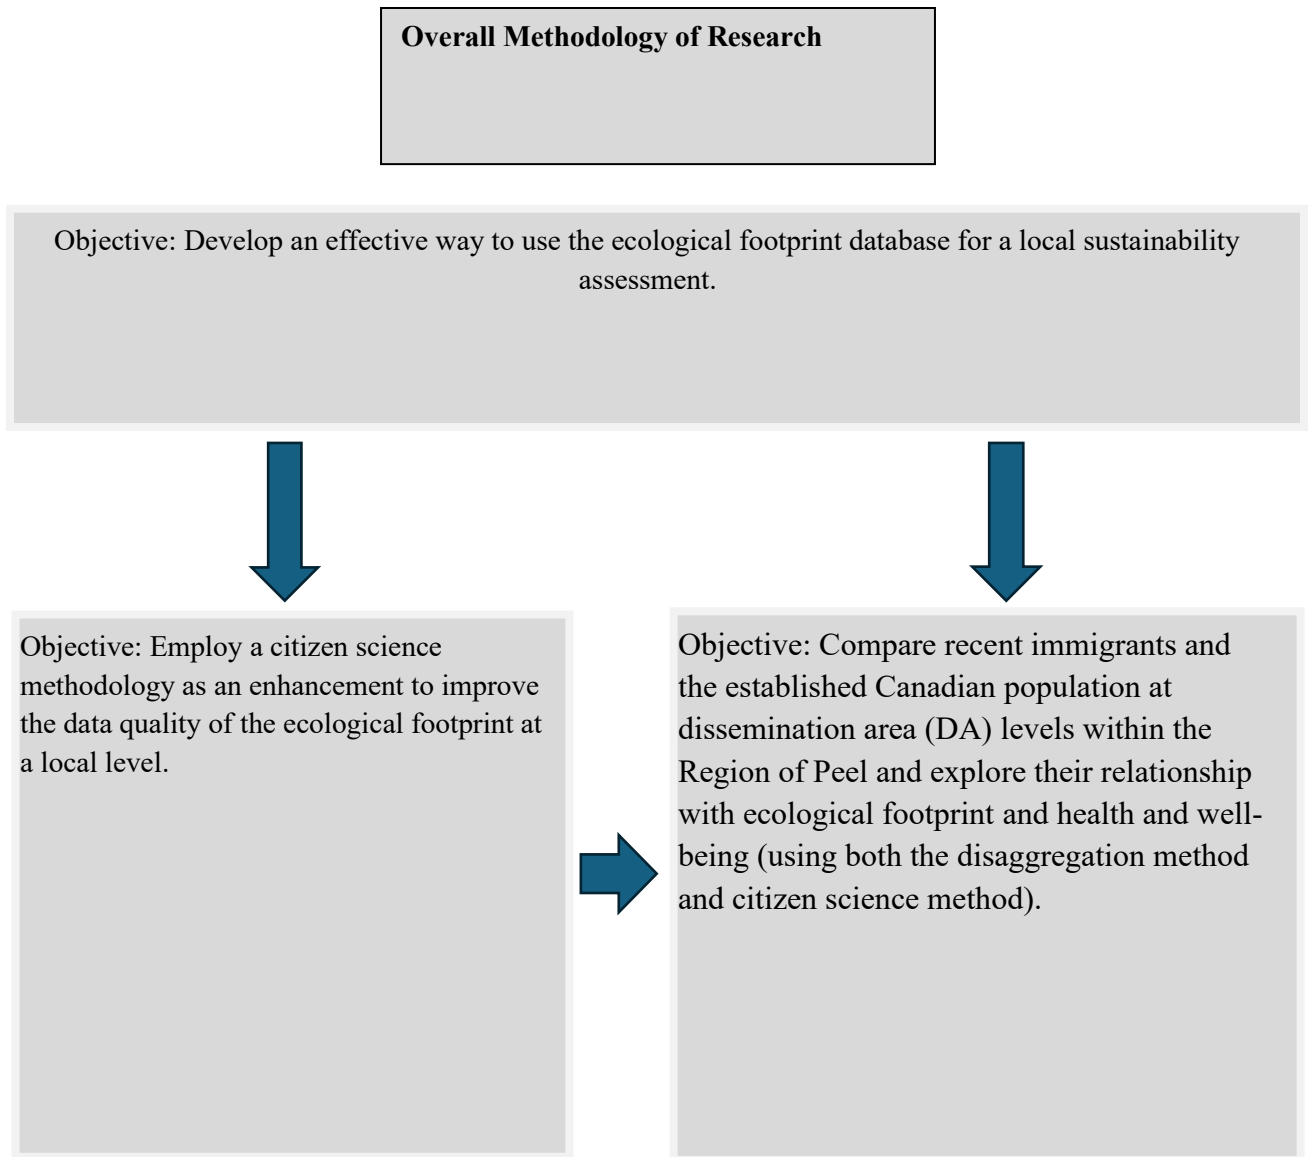 Overall Methodology of Research
Objective: Develop an effective way to use the ecological footprint database for a local sustainability
assessment.
Objective: Employ a citizen science
methodology as an enhancement to improve
the data quality of the ecological footprint at
a local level.
Objective: Compare recent immigrants and
the established Canadian population at
dissemination area (DA) levels within the
Region of Peel and explore their relationship
with ecological footprint and health and well-
being (using both the disaggregation method
and citizen science method).